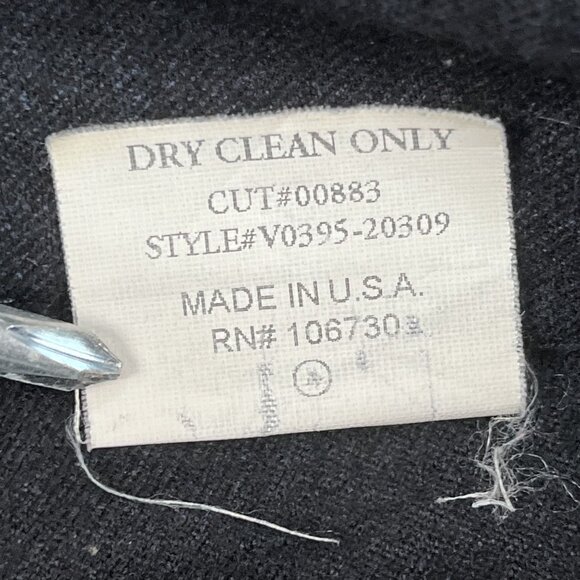 DRY CLEAN ONLY
CUT#00883
STYLE#V0395-20309
MADE IN U.S.A.
RN# 106730